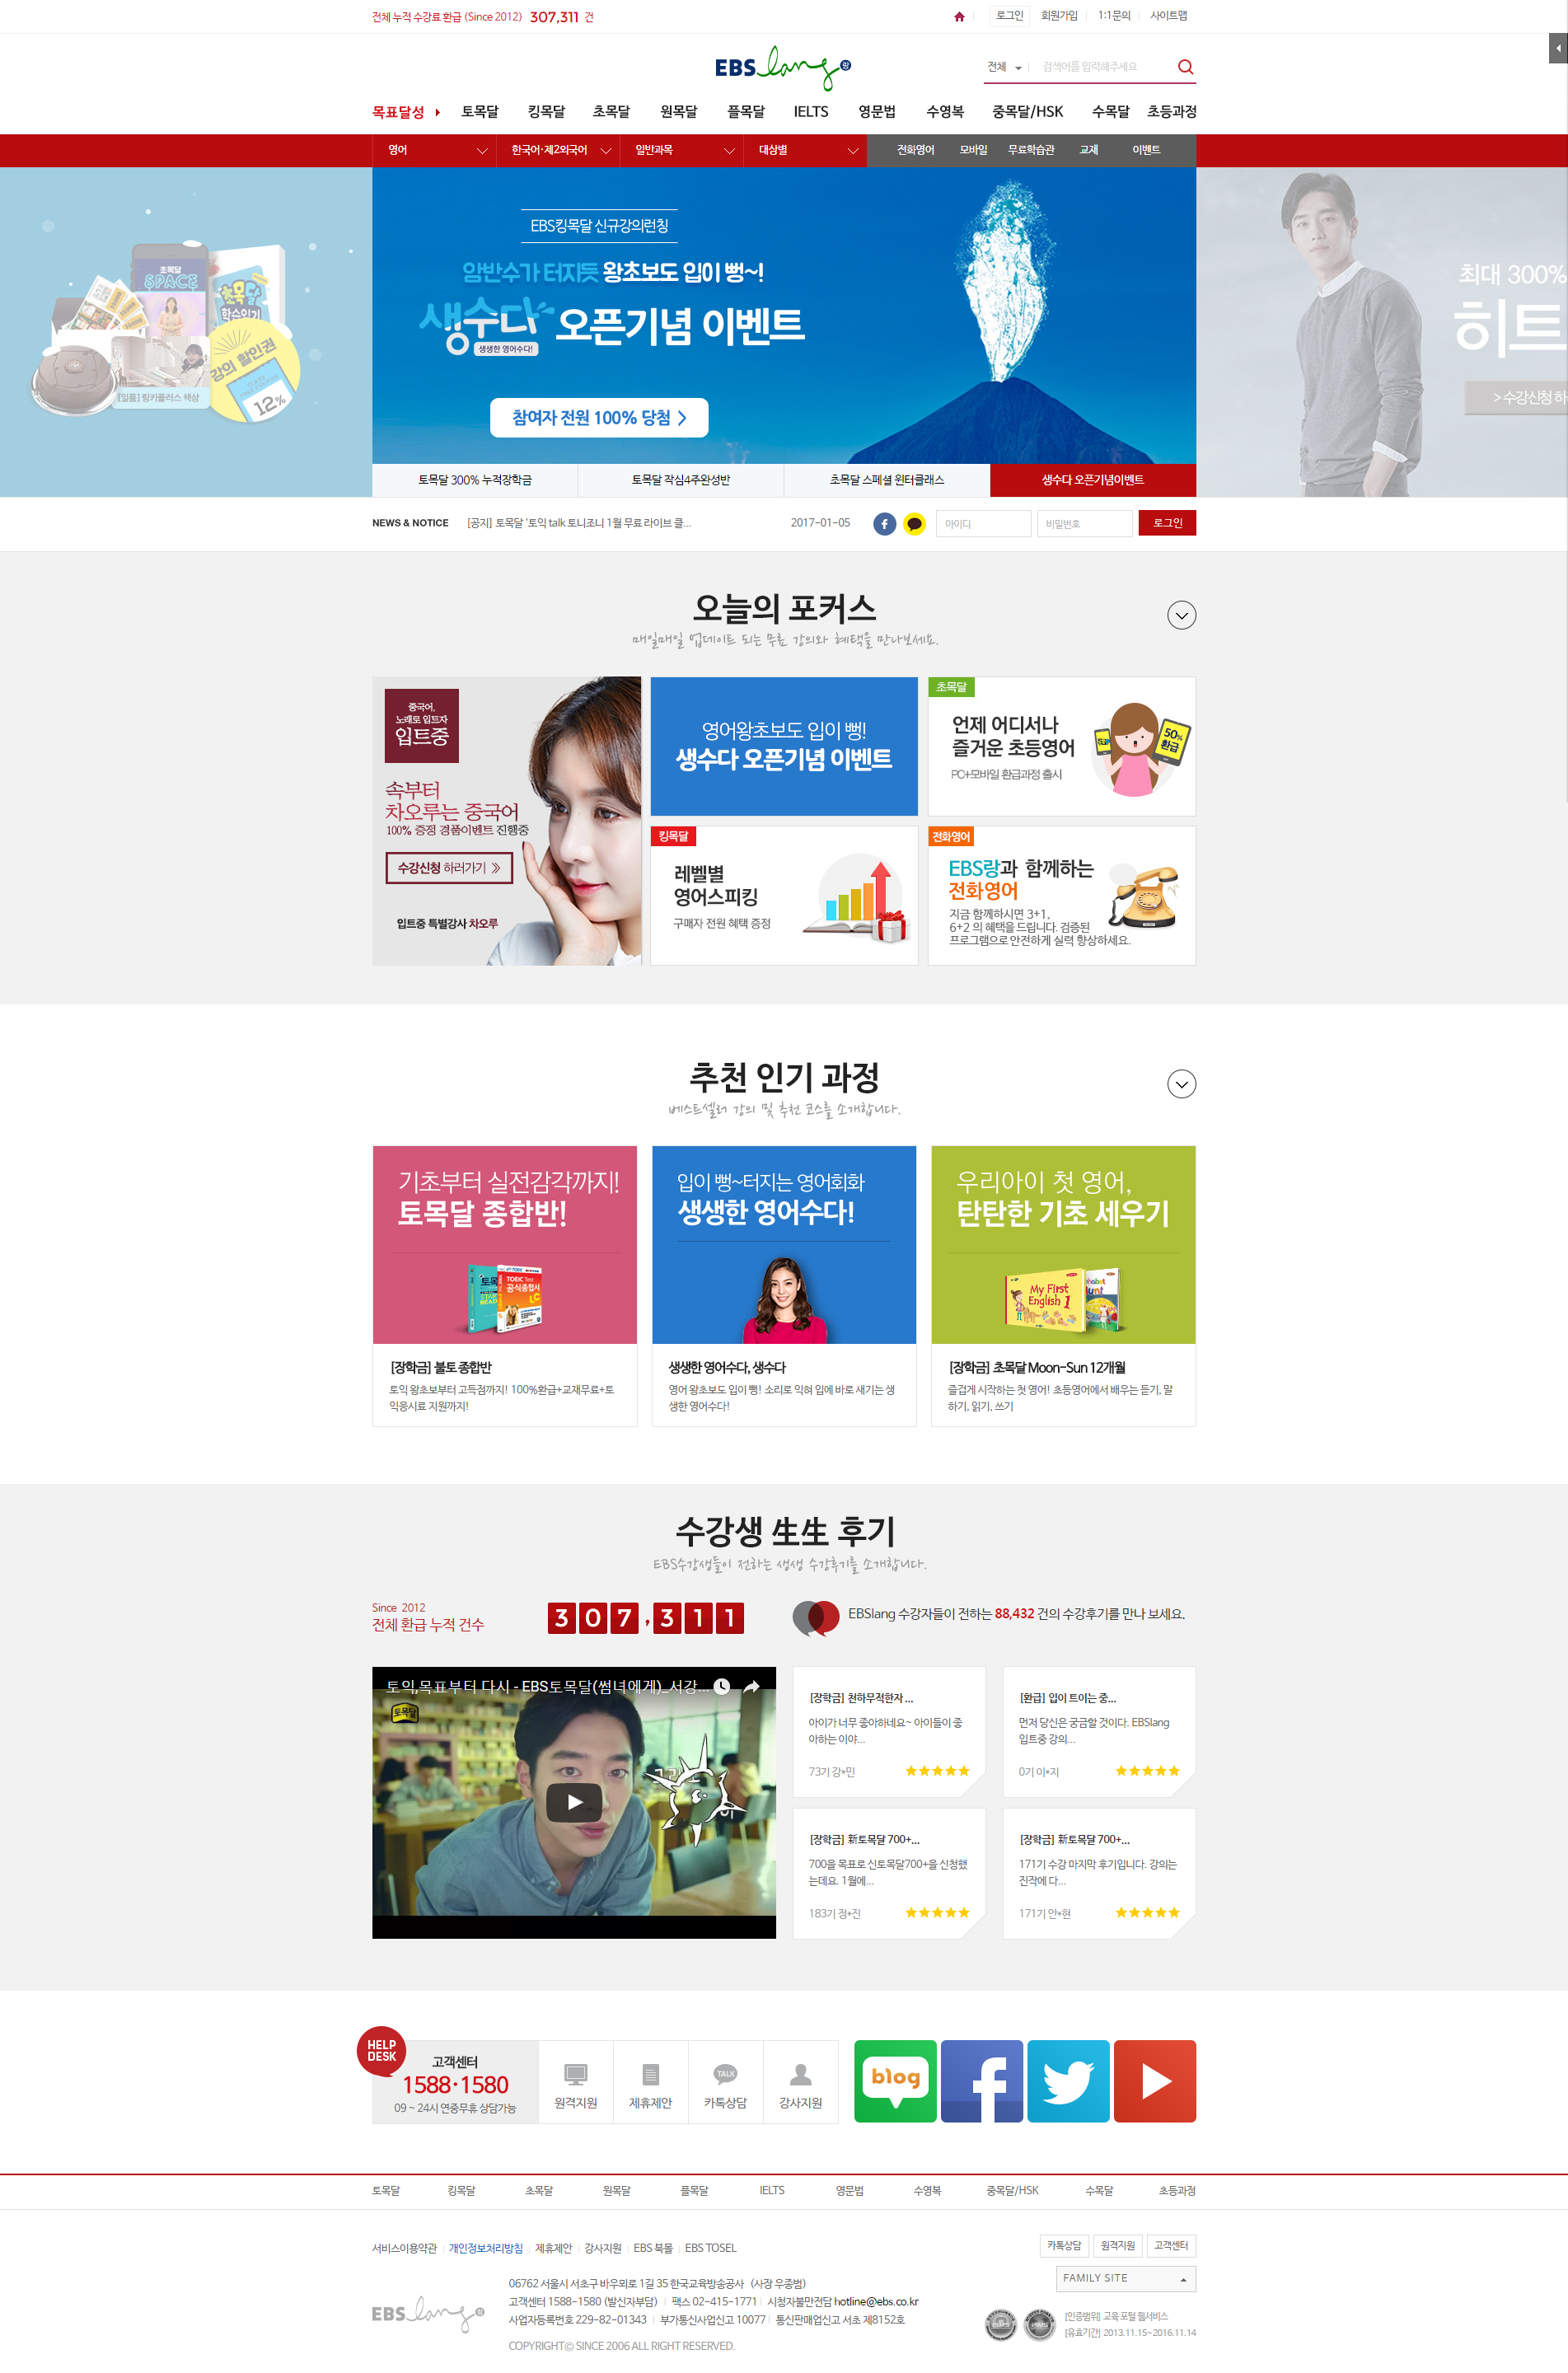 전체 누적 수강료 환급 (Since 2012) 307,311 건
로그인 회원가입 1:1문의 사이트맵
EBS lang 랑
전체 검색어를 입력해주세요
목표달성 토목달 킹목달 초목달 원목달 플목달 IELTS 영문법 수영복 중목달/HSK 수목달 초등과정
영어 한국어·제2외국어 일반과목 대상별 전화영어 모바일 무료학습관 교재 이벤트
초목달
SPACE
초목달
강의 할인권
12%
[일룸] 링키플러스 책상
EBS킹목달 신규강의런칭
암반수가 터지듯 왕초보도 입이 뻥~!
생수다 오픈기념 이벤트
생생한 영어수다!
참여자 전원 100% 당첨 >
최대 300%
히트
> 수강신청 하
토목달 300% 누적장학금 토목달 작심4주완성반 초목달 스페셜 윈터클래스 생수다 오픈기념이벤트
NEWS & NOTICE [공지] 토목달 '토익 talk 토니조니 1월 무료 라이브 클... 2017-01-05
아이디 비밀번호 로그인
오늘의 포커스
매일매일 업데이트 되는 무료 강의와 혜택을 만나보세요.
중국어,
노래로 입트자
입트중
속부터
차오루는 중국어
100% 증정 경품이벤트 진행중
수강신청 하러가기 ≫
입트중 특별강사 차오루
영어왕초보도 입이 뻥!
생수다 오픈기념 이벤트
초목달
언제 어디서나
즐거운 초등영어
PC+모바일 환급과정 출시
50%
환급
킹목달
레벨별
영어스피킹
구매자 전원 혜택 증정
전화영어
EBS랑과 함께하는
전화영어
지금 함께하시면 3+1,
6+2 의 혜택을 드립니다. 검증된
프로그램으로 안전하게 실력 향상하세요.
추천 인기 과정
베스트셀러 강의 및 추천 코스를 소개합니다.
기초부터 실전감각까지!
토목달 종합반!
TOEIC Test
공식종합서
LC
[장학금] 불토 종합반
토익 왕초보부터 고득점까지! 100%환급+교재무료+토
익응시료 지원까지!
입이 뻥~터지는 영어회화
생생한 영어수다!
생생한 영어수다, 생수다
영어 왕초보도 입이 뻥! 소리로 익혀 입에 바로 새기는 생
생한 영어수다!
우리아이 첫 영어,
탄탄한 기초 세우기
My First
English 1
[장학금] 초목달 Moon-Sun 12개월
즐겁게 시작하는 첫 영어! 초등영어에서 배우는 듣기, 말
하기, 읽기, 쓰기
수강생 生生 후기
EBS수강생들이 전하는 생생 수강후기를 소개합니다.
Since 2012
전체 환급 누적 건수
307,311
EBSlang 수강자들이 전하는 88,432 건의 수강후기를 만나 보세요.
토익,목표부터 다시 - EBS토목달(썸녀에게)_서강...
토목달
[장학금] 천하무적한자 ...
아이가 너무 좋아하네요~ 아이들이 좋
아하는 이야...
73기 강*민
[환급] 입이 트이는 중...
먼저 당신은 궁금할 것이다. EBSlang
입트중 강의...
0기 이*지
[장학금] 新토목달 700+...
700을 목표로 신토목달700+을 신청했
는데요. 1월에...
183기 정*진
[장학금] 新토목달 700+...
171기 수강 마지막 후기입니다. 강의는
진작에 다...
171기 안*현
HELP
DESK
고객센터
1588·1580
09 ~ 24시 연중무휴 상담가능
원격지원 제휴제안 카톡상담 강사지원
TALK
blog
토목달 킹목달 초목달 원목달 플목달 IELTS 영문법 수영복 중목달/HSK 수목달 초등과정
서비스이용약관 개인정보처리방침 제휴제안 강사지원 EBS 북몰 EBS TOSEL
카톡상담 원격지원 고객센터
FAMILY SITE
EBS lang 랑
06762 서울시 서초구 바우뫼로 1길 35 한국교육방송공사 (사장 우종범)
고객센터 1588-1580 (발신자부담) 팩스 02-415-1771 시청자불만전담 hotline@ebs.co.kr
사업자등록번호 229-82-01343 부가통신사업신고 10077 통신판매업신고 서초 제8152호
COPYRIGHT© SINCE 2006 ALL RIGHT RESERVED.
[인증범위] 교육 포털 웹서비스
[유효기간] 2013.11.15~2016.11.14